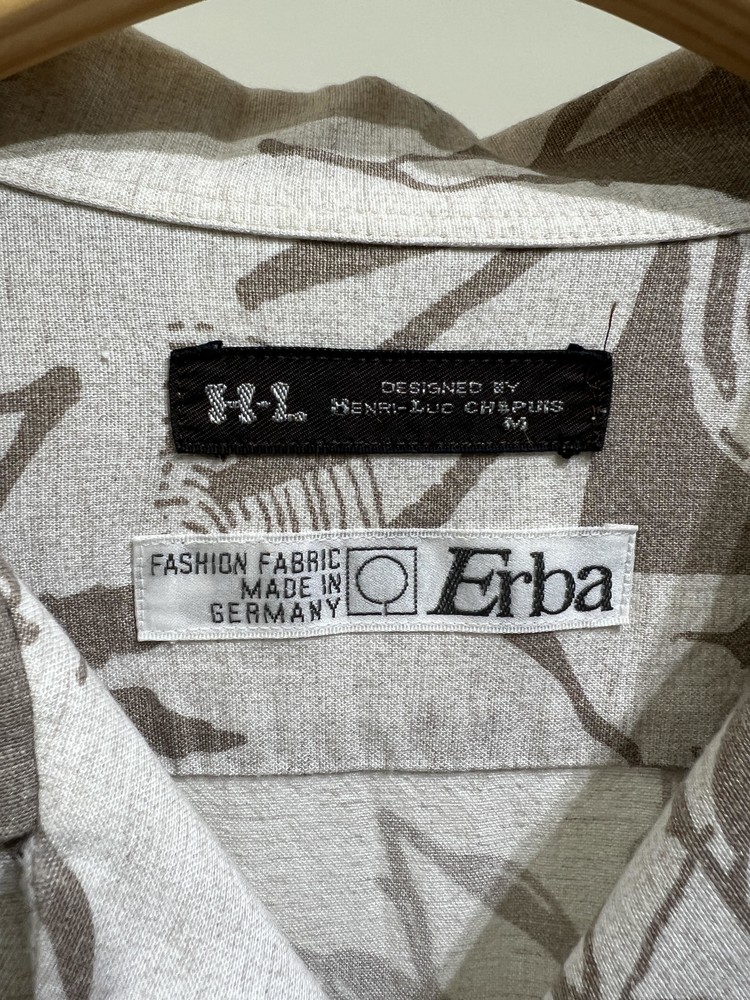 H-L
DESIGNED BY
HENRI-LUC CHAPUIS
M
FASHION FABRIC
MADE IN
GERMANY
Erba